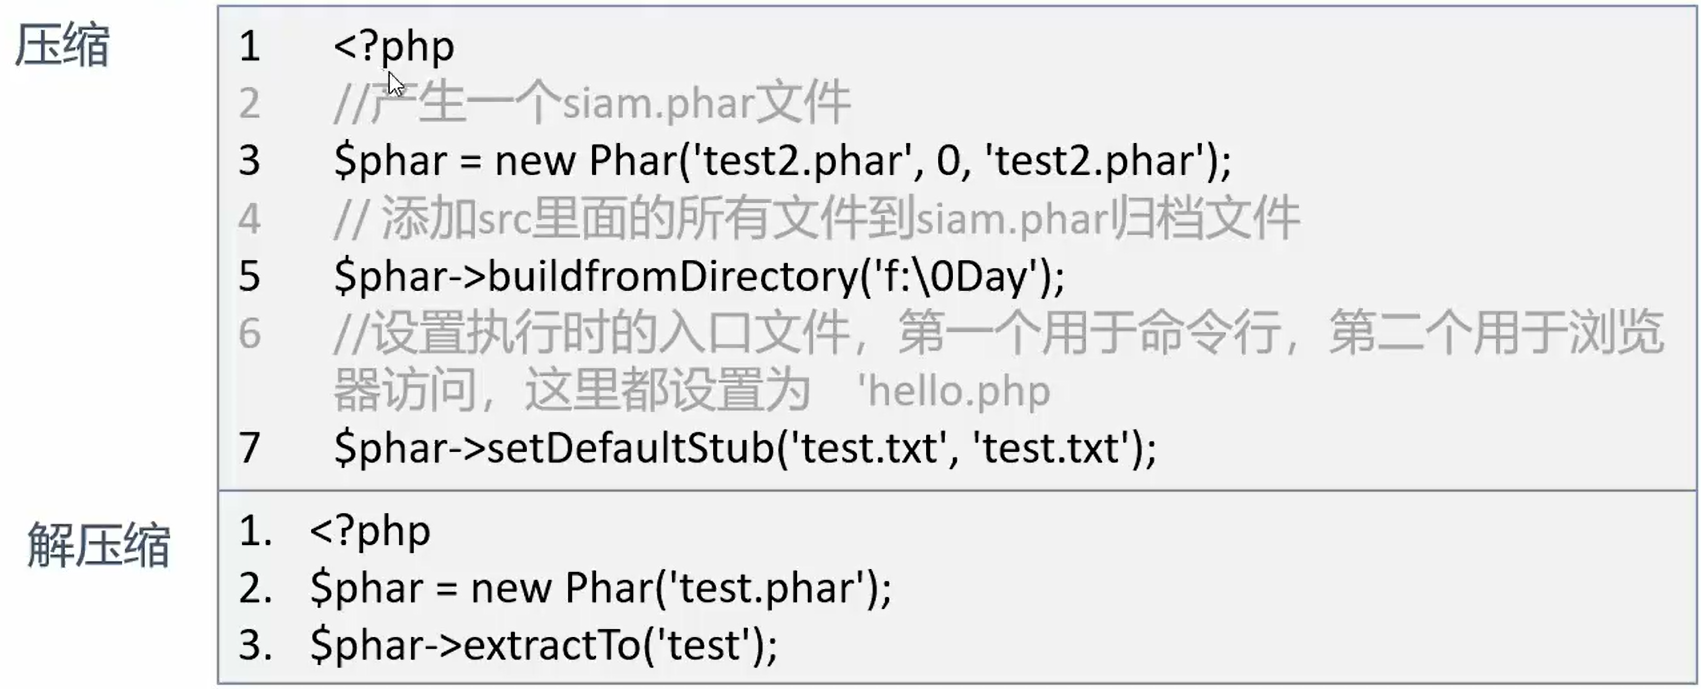 压缩
1 <?php
2 //产生一个siam.phar文件
3 $phar = new Phar('test2.phar', 0, 'test2.phar');
4 // 添加src里面的所有文件到siam.phar归档文件
5 $phar->buildfromDirectory('f:\0Day');
6 //设置执行时的入口文件，第一个用于命令行，第二个用于浏览
器访问，这里都设置为 'hello.php
7 $phar->setDefaultStub('test.txt', 'test.txt');
解压缩
1. <?php
2. $phar = new Phar('test.phar');
3. $phar->extractTo('test');